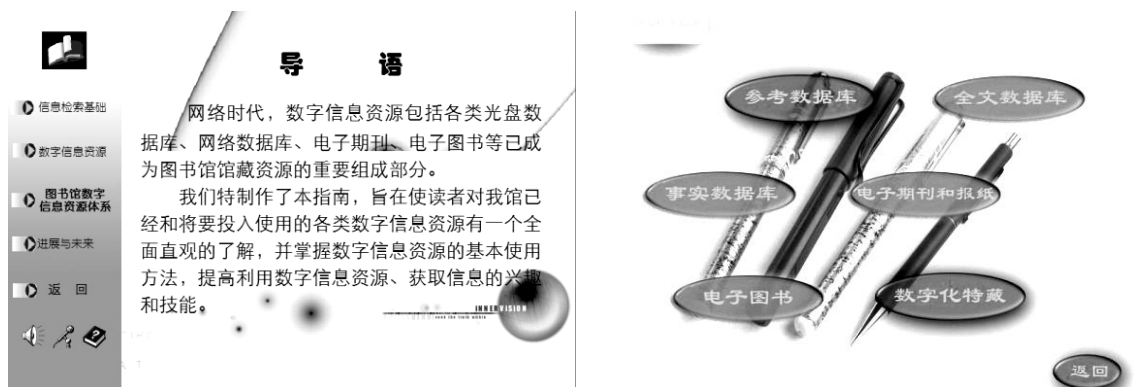 信息检索基础
数字信息资源
图书馆数字
信息资源体系
进展与未来
返 回
导 语
网络时代，数字信息资源包括各类光盘数
据库、网络数据库、电子期刊、电子图书等已成
为图书馆馆藏资源的重要组成部分。
我们特制作了本指南，旨在使读者对我馆已
经和将要投入使用的各类数字信息资源有一个全
面直观的了解，并掌握数字信息资源的基本使用
方法，提高利用数字信息资源、获取信息的兴趣
和技能。
INNERVISION
send the truth within
参考数据库
全文数据库
事实数据库
电子期刊和报纸
电子图书
数字化特藏
返回